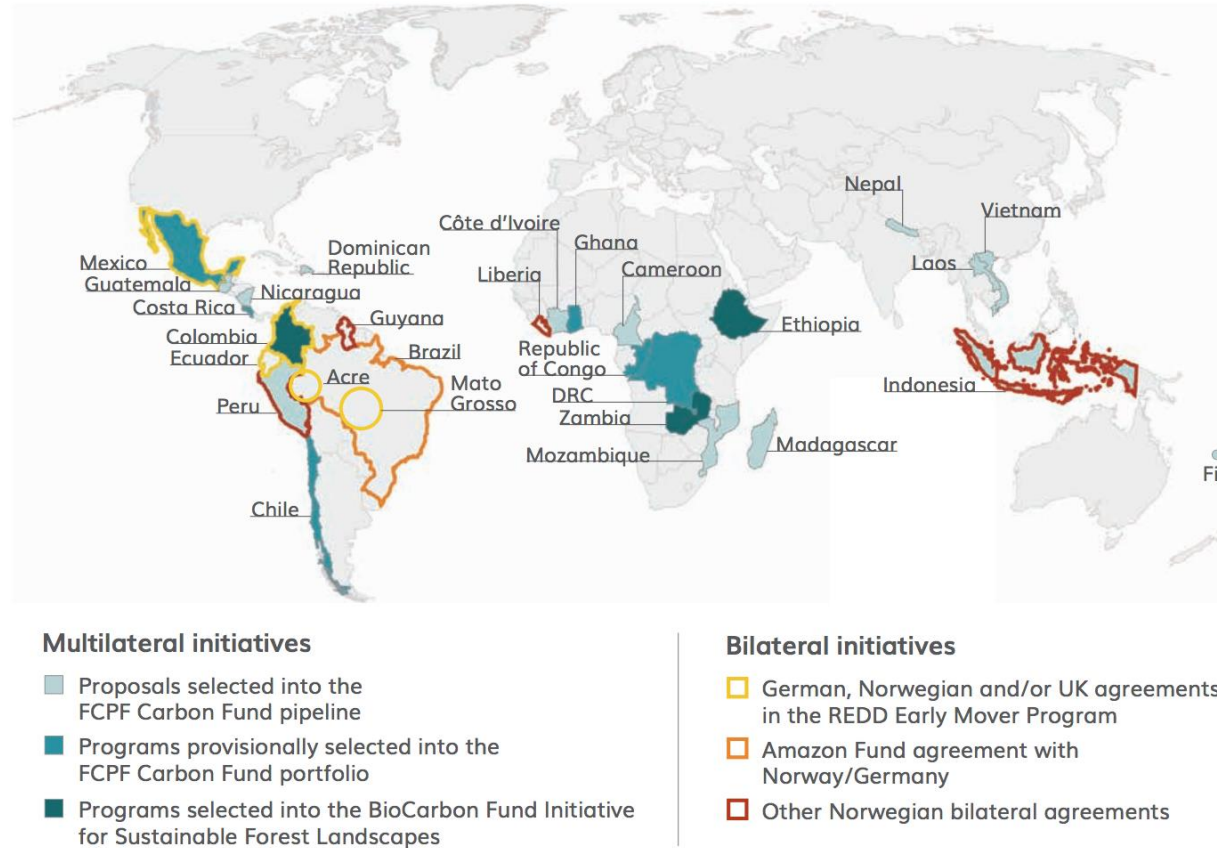 Nepal
Vietnam
Côte d'Ivoire
Ghana
Dominican
Republic
Mexico
Liberia
Cameroon
Laos
Guatemala
Nicaragua
Costa Rica
Guyana
Ethiopia
Colombia
Brazil
Republic
of Congo
Ecuador
Acre
Mato
Grosso
Indonesia
Peru
DRC
Zambia
Madagascar
Mozambique
Fi
Chile
Multilateral initiatives
Proposals selected into the
FCPF Carbon Fund pipeline
Programs provisionally selected into the
FCPF Carbon Fund portfolio
Programs selected into the BioCarbon Fund Initiative
for Sustainable Forest Landscapes
Bilateral initiatives
German, Norwegian and/or UK agreements
in the REDD Early Mover Program
Amazon Fund agreement with
Norway/Germany
Other Norwegian bilateral agreements